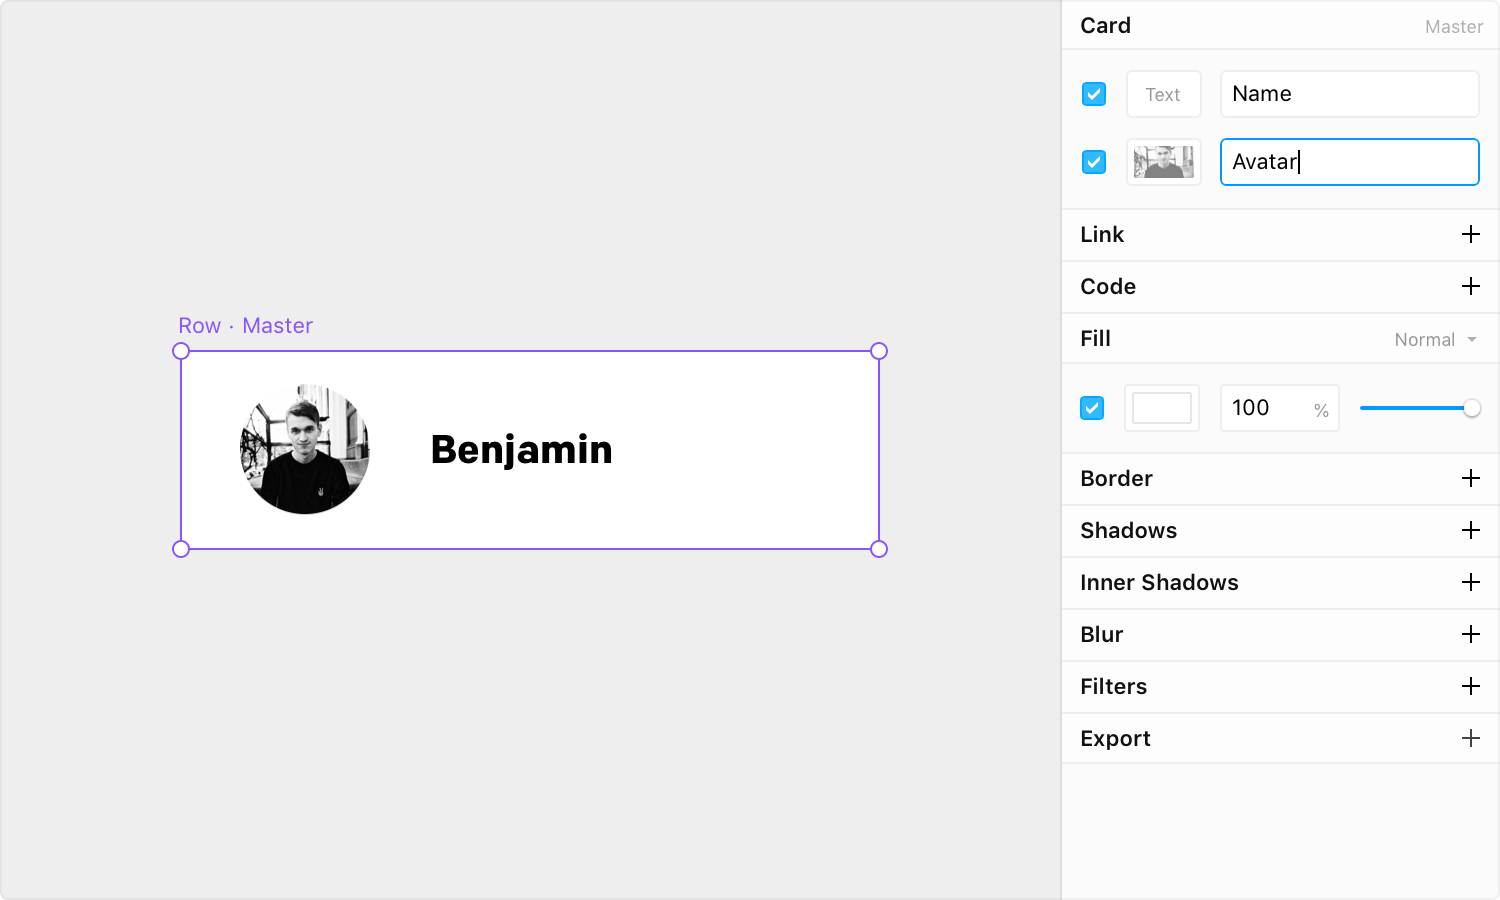 Card Master
Text Name
Avatar
Link
Code
Fill Normal
100 %
Border
Shadows
Inner Shadows
Blur
Filters
Export
Row · Master
Benjamin